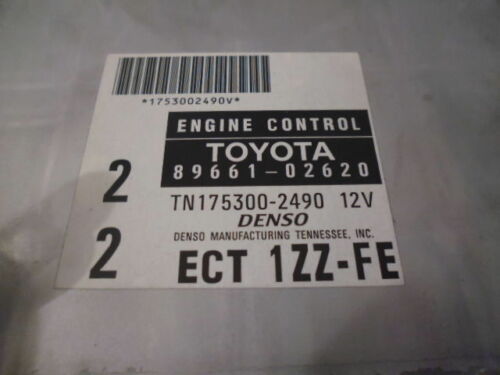 *1753002490V*
ENGINE CONTROL
TOYOTA
89661-02620
2
TN175300-2490 12V
DENSO
DENSO MANUFACTURING TENNESSEE, INC.
2
ECT 1ZZ-FE